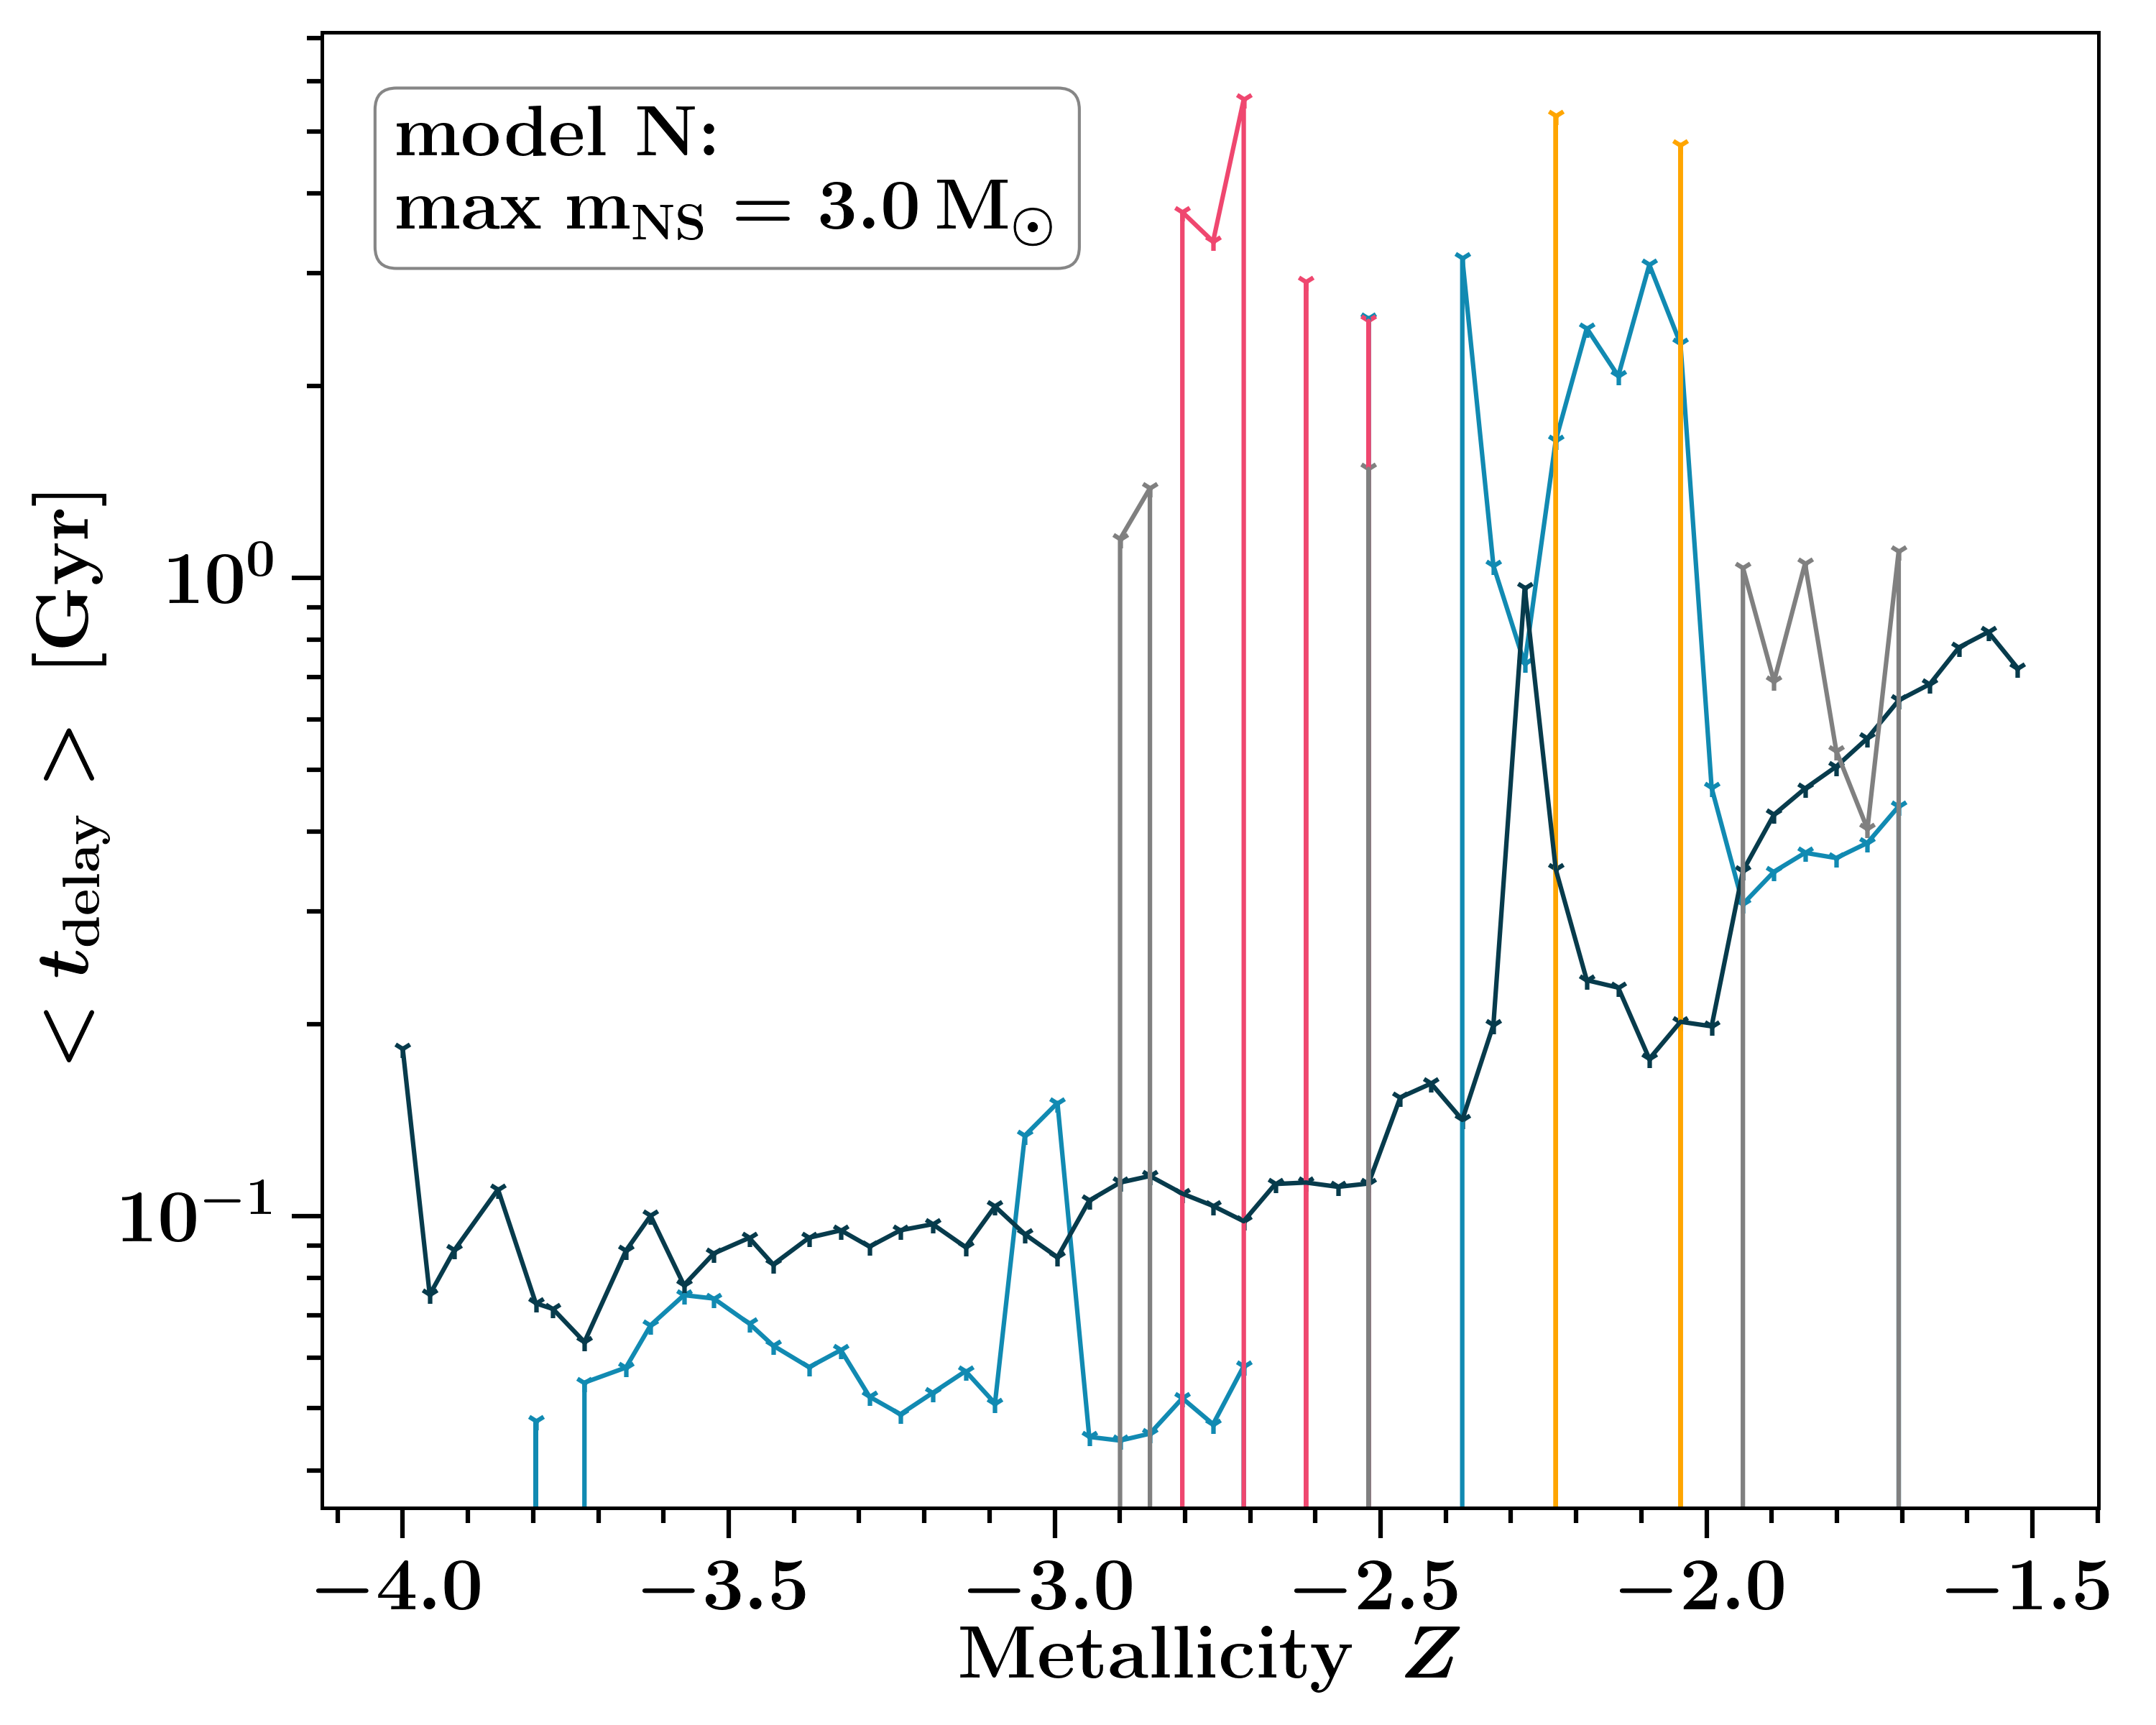 model N:
max m_NS = 3.0 M_⊙
< t_delay > [Gyr]
10^0
10^−1
−4.0 −3.5 −3.0 −2.5 −2.0 −1.5
Metallicity Z